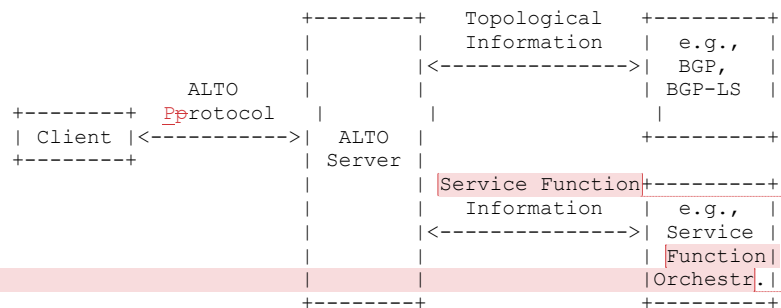 +--------+   Topological   +---------+
|        |   Information   |  e.g.,  |
|        |<--------------->|  BGP,   |
ALTO             |        |                 | BGP-LS  |
+--------+  Pprotocol   |        |                 |
| Client |<----------->|  ALTO  |                 +---------+
+--------+             | Server |
|        |Service Function+---------+
|        |   Information   |  e.g.,  |
|        |<--------------->| Service |
|        |                 | Function|
|        |                 |Orchestr.|
+--------+                 +---------+